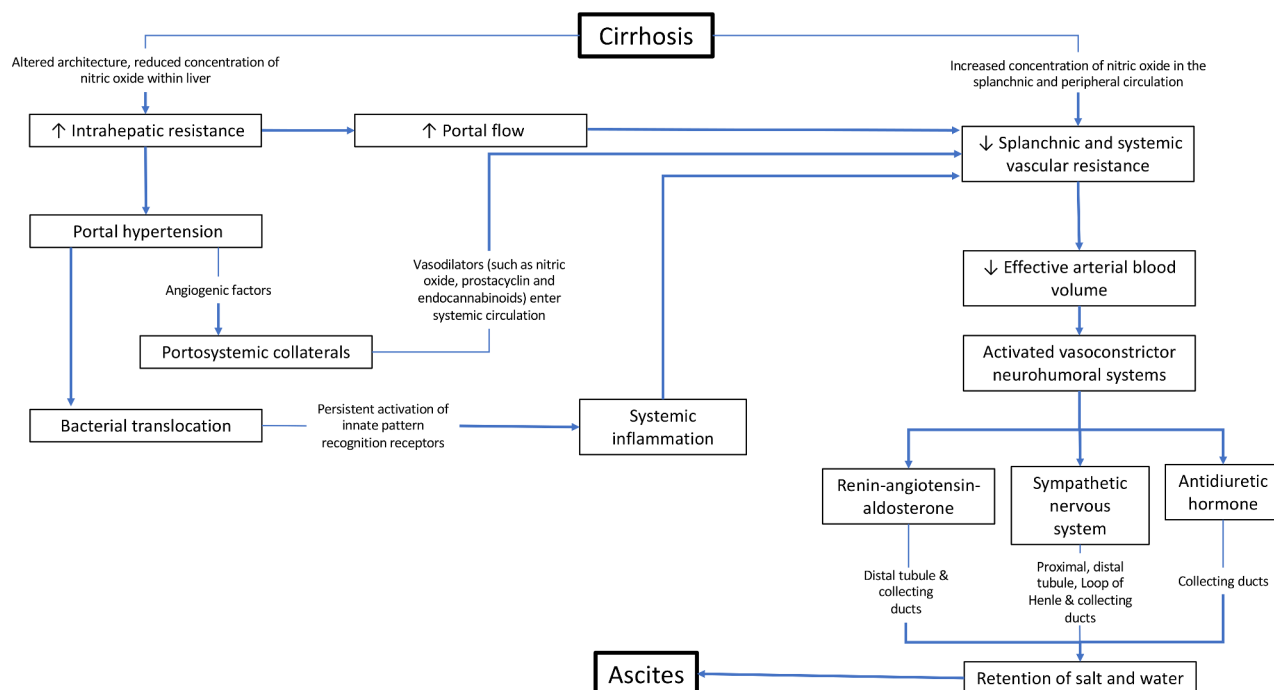 Cirrhosis
Altered architecture, reduced concentration of
nitric oxide within liver
Increased concentration of nitric oxide in the
splanchnic and peripheral circulation
↑ Intrahepatic resistance
↑ Portal flow
↓ Splanchnic and systemic
vascular resistance
Portal hypertension
Angiogenic factors
Vasodilators (such as nitric
oxide, prostacyclin and
endocannabinoids) enter
systemic circulation
↓ Effective arterial blood
volume
Portosystemic collaterals
Activated vasoconstrictor
neurohumoral systems
Bacterial translocation
Persistent activation of
innate pattern
recognition receptors
Systemic
inflammation
Renin-angiotensin-
aldosterone
Sympathetic
nervous
system
Antidiuretic
hormone
Distal tubule &
collecting
ducts
Proximal, distal
tubule, Loop of
Henle & collecting
ducts
Collecting ducts
Retention of salt and water
Ascites